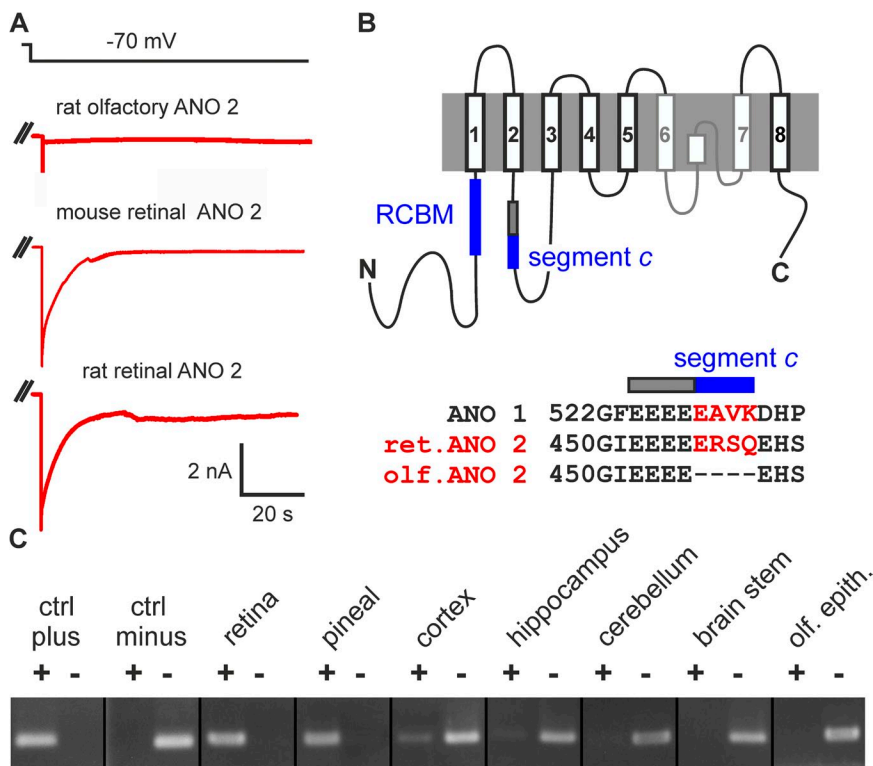 A
-70 mV
rat olfactory ANO 2
mouse retinal ANO 2
rat retinal ANO 2
2 nA
20 s
B
1 2 3 4 5 6 7 8
RCBM
segment c
N
C
segment c
ANO 1 522GFEEEEEAVKDHP
ret.ANO 2 450GIEEEEERSQEHS
olf.ANO 2 450GIEEEE----EHS
C
ctrl plus
ctrl minus
retina
pineal
cortex
hippocampus
cerebellum
brain stem
olf. epith.
+ - + - + - + - + - + - + - + - + -